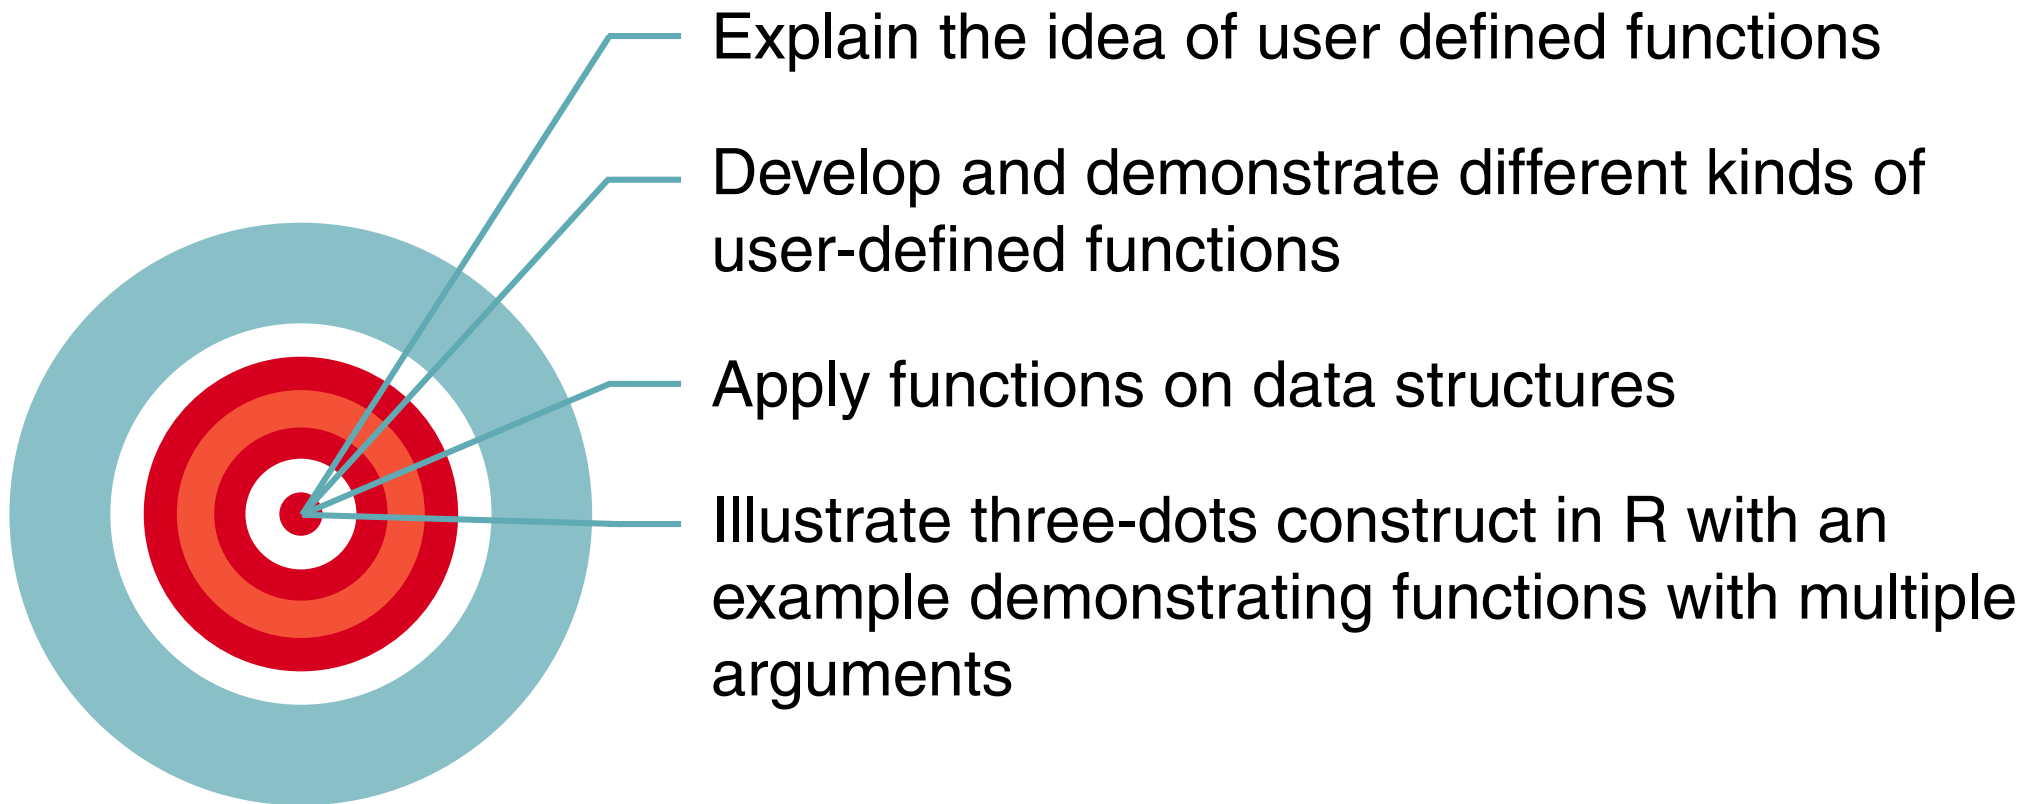 Explain the idea of user defined functions
Develop and demonstrate different kinds of
user-defined functions
Apply functions on data structures
Illustrate three-dots construct in R with an
example demonstrating functions with multiple
arguments